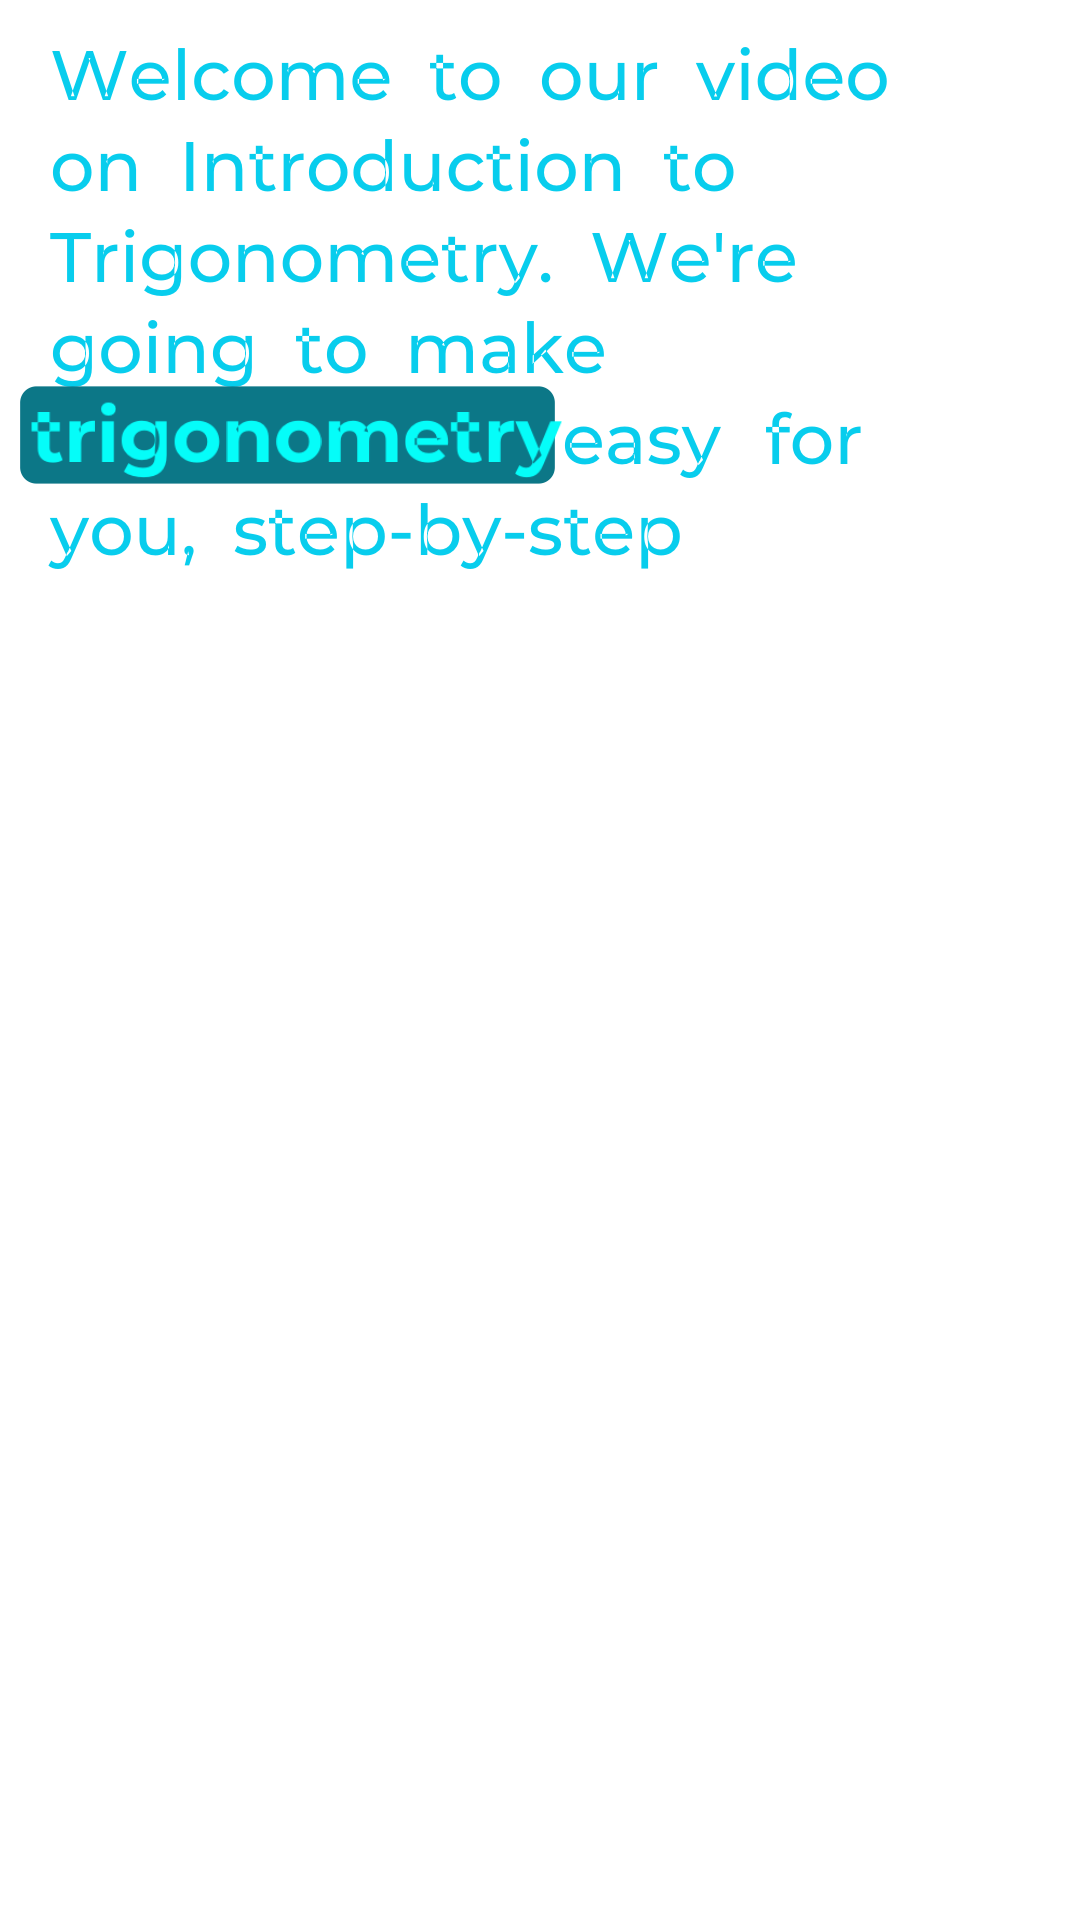 Welcome to our video
on Introduction to
Trigonometry. We're
going to make
trigonometry easy for
you, step-by-step